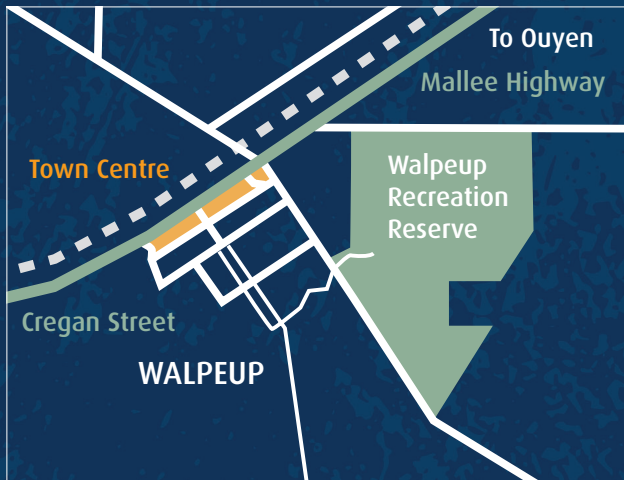 To Ouyen
Mallee Highway
Town Centre
Walpeup
Recreation
Reserve
Cregan Street
WALPEUP